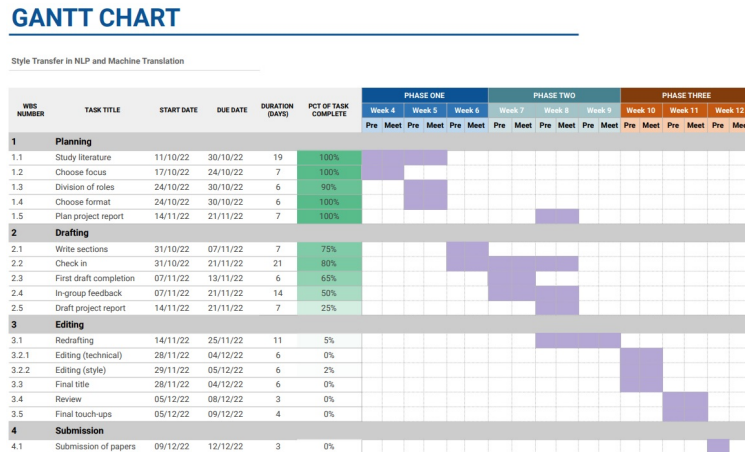 GANTT CHART
Style Transfer in NLP and Machine Translation
PHASE ONE PHASE TWO PHASE THREE
WBS NUMBER TASK TITLE START DATE DUE DATE DURATION (DAYS) PCT OF TASK COMPLETE Week 4 Week 5 Week 6 Week 7 Week 8 Week 9 Week 10 Week 11 Week 12
Pre Meet Pre Meet Pre Meet Pre Meet Pre Meet Pre Meet Pre Meet Pre Meet Pre Mee
1 Planning
1.1 Study literature 11/10/22 30/10/22 19 100%
1.2 Choose focus 17/10/22 24/10/22 7 100%
1.3 Division of roles 24/10/22 30/10/22 6 90%
1.4 Choose format 24/10/22 30/10/22 6 100%
1.5 Plan project report 14/11/22 21/11/22 7 100%
2 Drafting
2.1 Write sections 31/10/22 07/11/22 7 75%
2.2 Check in 31/10/22 21/11/22 21 80%
2.3 First draft completion 07/11/22 13/11/22 6 65%
2.4 In-group feedback 07/11/22 21/11/22 14 50%
2.5 Draft project report 14/11/22 21/11/22 7 25%
3 Editing
3.1 Redrafting 14/11/22 25/11/22 11 5%
3.2.1 Editing (technical) 28/11/22 04/12/22 6 0%
3.2.2 Editing (style) 29/11/22 05/12/22 6 2%
3.3 Final title 28/11/22 04/12/22 6 0%
3.4 Review 05/12/22 08/12/22 3 0%
3.5 Final touch-ups 05/12/22 09/12/22 4 0%
4 Submission
4.1 Submission of papers 09/12/22 12/12/22 3 0%